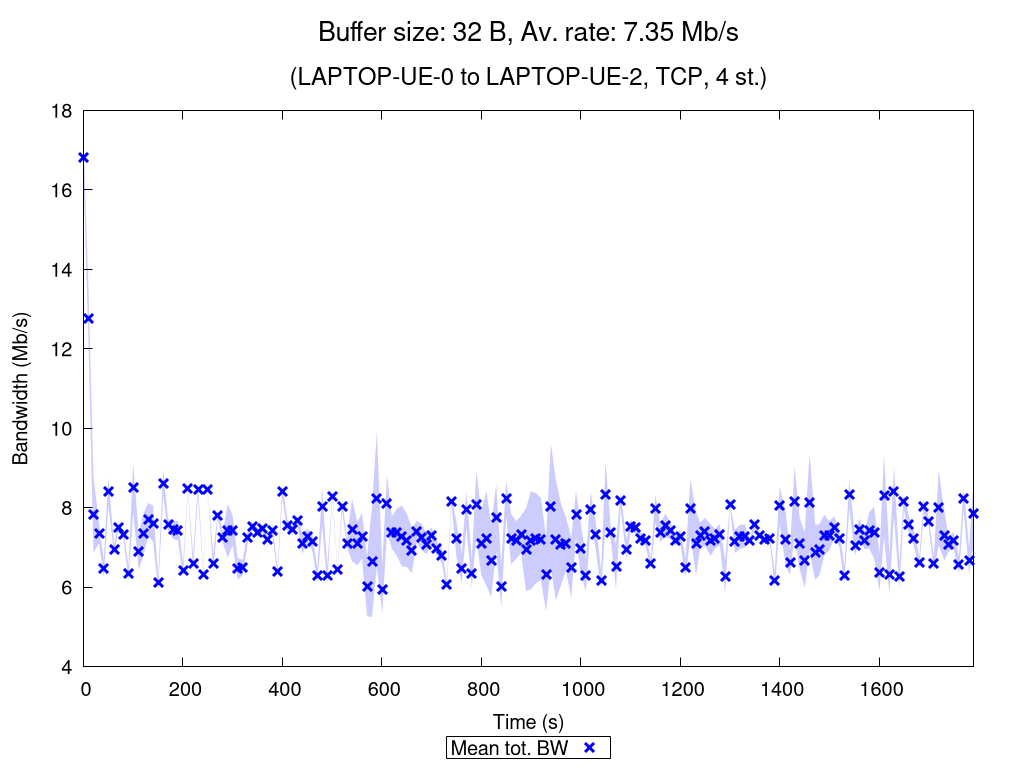 Buffer size: 32 B, Av. rate: 7.35 Mb/s
(LAPTOP-UE-0 to LAPTOP-UE-2, TCP, 4 st.)
18
16
14
12
10
8
6
4
Bandwidth (Mb/s)
0 200 400 600 800 1000 1200 1400 1600
Time (s)
Mean tot. BW